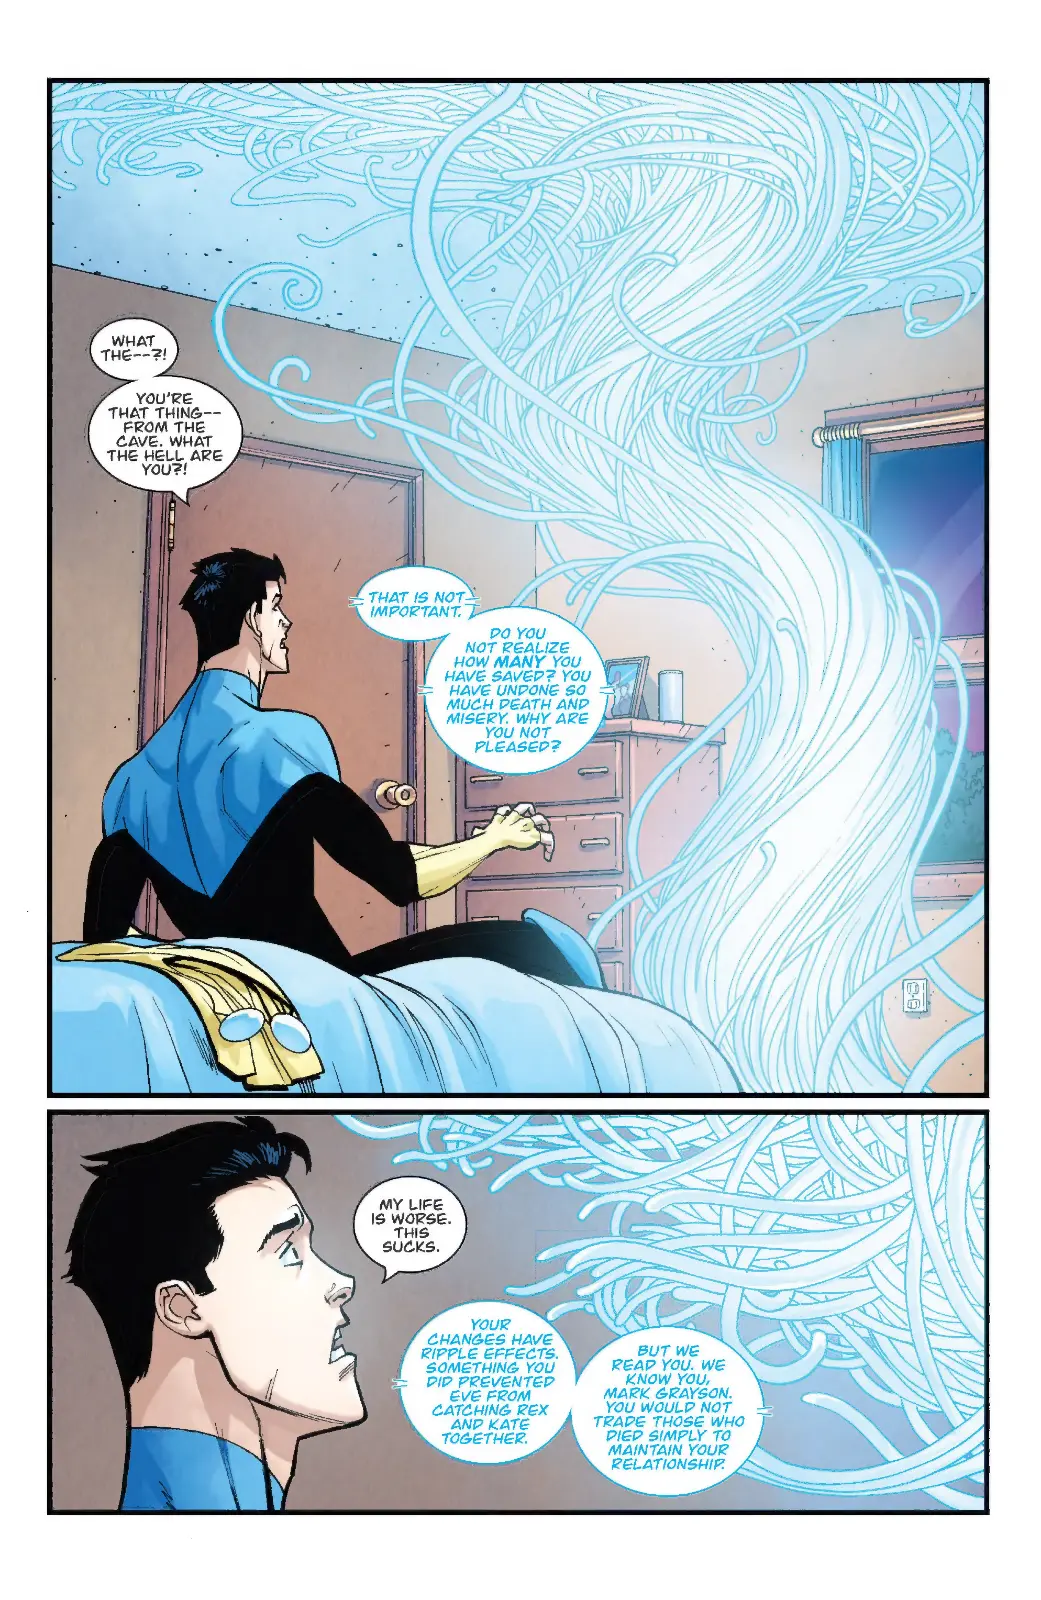 WHAT
THE--?!
YOU'RE
THAT THING--
FROM THE
CAVE. WHAT
THE HELL ARE
YOU?!
THAT IS NOT
IMPORTANT.
DO YOU
NOT REALIZE
HOW MANY YOU
HAVE SAVED? YOU
HAVE UNDONE SO
MUCH DEATH AND
MISERY. WHY ARE
YOU NOT
PLEASED?
MY LIFE
IS WORSE.
THIS
SUCKS.
YOUR
CHANGES HAVE
RIPPLE EFFECTS.
SOMETHING YOU
DID PREVENTED
EVE FROM
CATCHING REX
AND KATE
TOGETHER.
BUT WE
READ YOU. WE
KNOW YOU,
MARK GRAYSON.
YOU WOULD NOT
TRADE THOSE WHO
DIED SIMPLY TO
MAINTAIN YOUR
RELATIONSHIP.